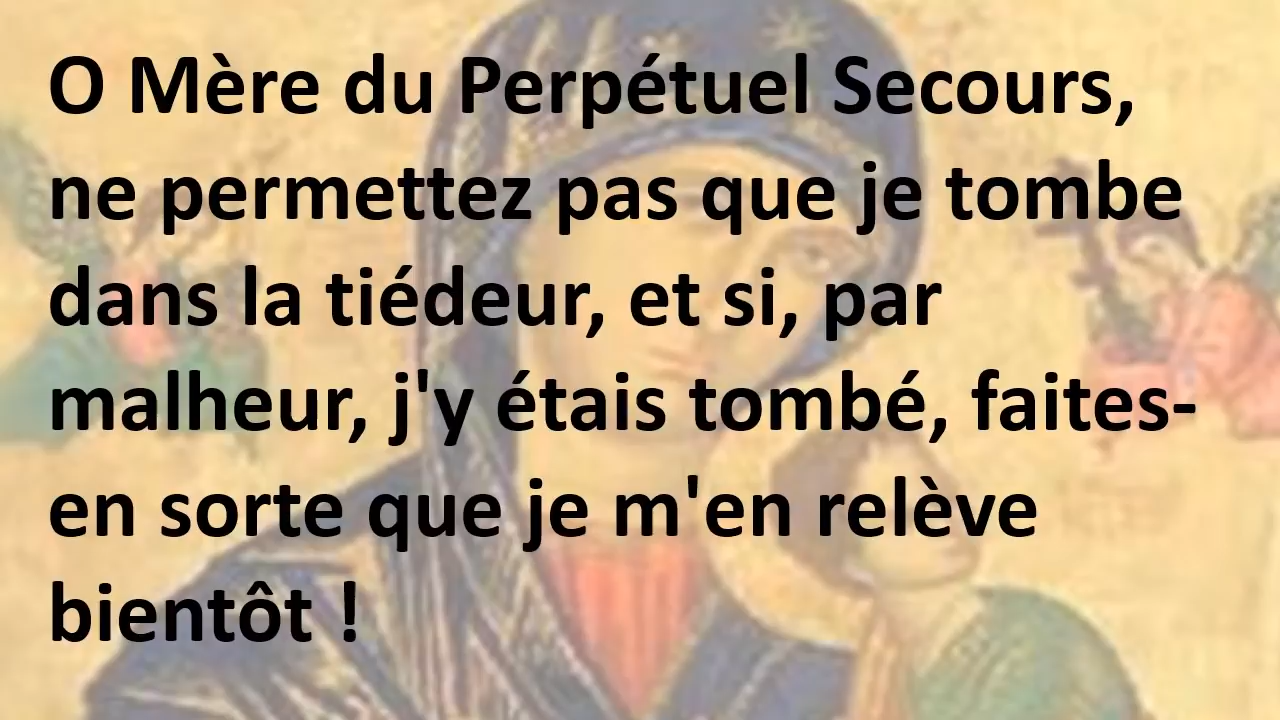 O Mère du Perpétuel Secours,
ne permettez pas que je tombe
dans la tiédeur, et si, par
malheur, j'y étais tombé, faites-
en sorte que je m'en relève
bientôt !